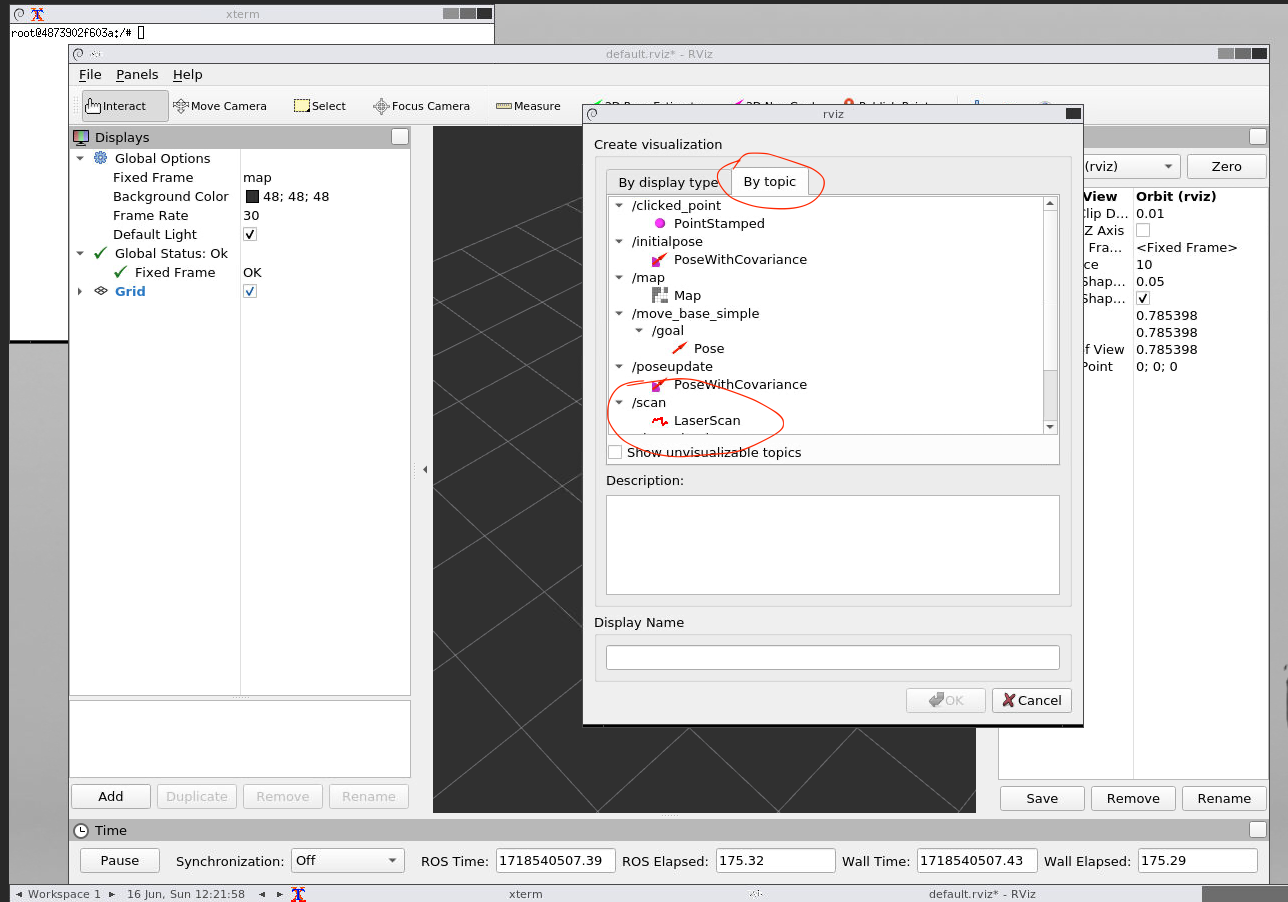 xterm
root@4873902f603a:/#
default.rviz* - RViz
File Panels Help
Interact Move Camera Select Focus Camera Measure
rviz
Displays
Global Options
Fixed Frame map
Background Color 48; 48; 48
Frame Rate 30
Default Light
Global Status: Ok
Fixed Frame OK
Grid
Create visualization
By display type By topic
/clicked_point
PointStamped
/initialpose
PoseWithCovariance
/map
Map
/move_base_simple
/goal
Pose
/poseupdate
PoseWithCovariance
/scan
LaserScan
Show unvisualizable topics
Description:
Display Name
OK Cancel
(rviz) Zero
View Orbit (rviz)
lip D... 0.01
Z Axis
Fra... <Fixed Frame>
ce 10
Shap... 0.05
Shap...
0.785398
0.785398
f View 0.785398
Point 0; 0; 0
Add Duplicate Remove Rename
Save Remove Rename
Time
Pause Synchronization: Off ROS Time: 1718540507.39 ROS Elapsed: 175.32 Wall Time: 1718540507.43 Wall Elapsed: 175.29
Workspace 1 16 Jun, Sun 12:21:58 xterm default.rviz* - RViz